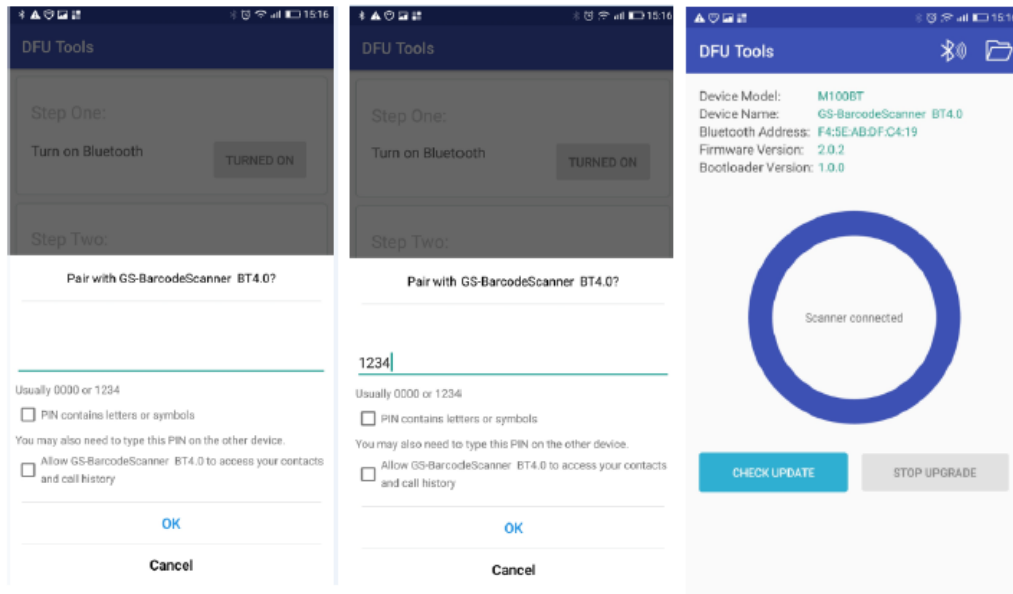 15:16
DFU Tools
Step One:
Turn on Bluetooth
TURNED ON
Step Two:
Pair with GS-BarcodeScanner BT4.0?
Usually 0000 or 1234
PIN contains letters or symbols
You may also need to type this PIN on the other device.
Allow GS-BarcodeScanner BT4.0 to access your contacts
and call history
OK
Cancel
15:16
DFU Tools
Step One:
Turn on Bluetooth
TURNED ON
Step Two:
Pair with GS-BarcodeScanner BT4.0?
1234
Usually 0000 or 1234
PIN contains letters or symbols
You may also need to type this PIN on the other device.
Allow GS-BarcodeScanner BT4.0 to access your contacts
and call history
OK
Cancel
15:16
DFU Tools
Device Model: M100BT
Device Name: GS-BarcodeScanner BT4.0
Bluetooth Address: F4:5E:AB:DF:C4:19
Firmware Version: 2.0.2
Bootloader Version: 1.0.0
Scanner connected
CHECK UPDATE
STOP UPGRADE